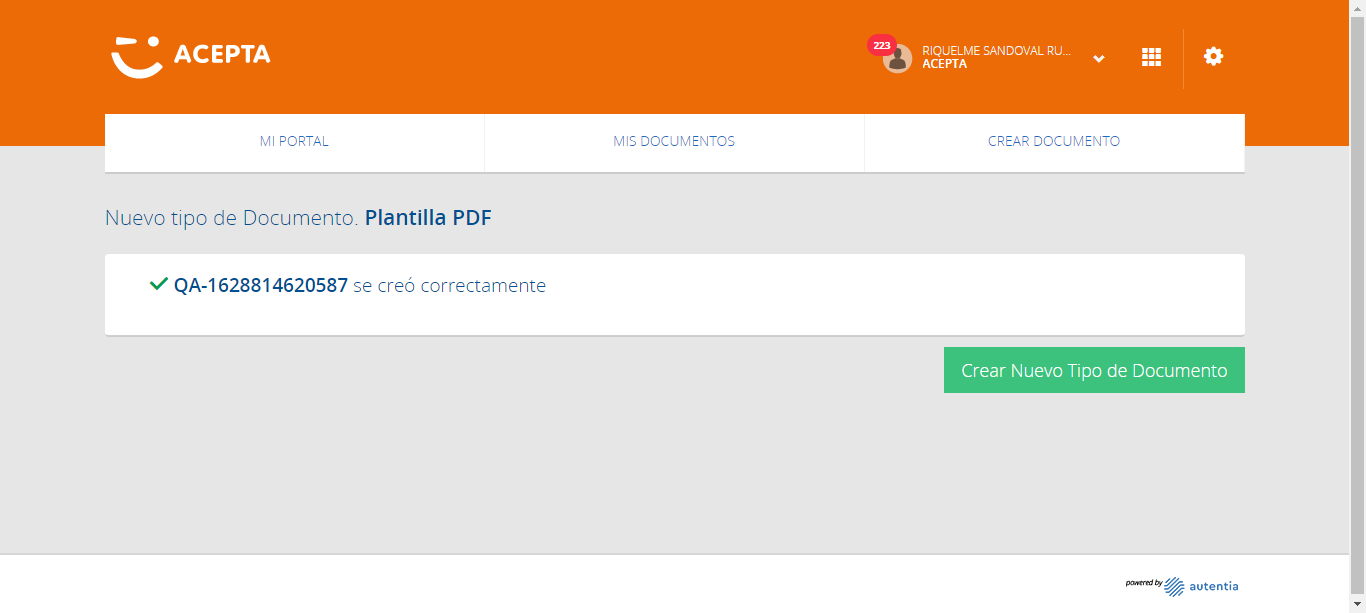 ACEPTA
223
RIQUELME SANDOVAL RU...
ACEPTA
MI PORTAL
MIS DOCUMENTOS
CREAR DOCUMENTO
Nuevo tipo de Documento. Plantilla PDF
QA-1628814620587 se creó correctamente
Crear Nuevo Tipo de Documento
powered by autentia